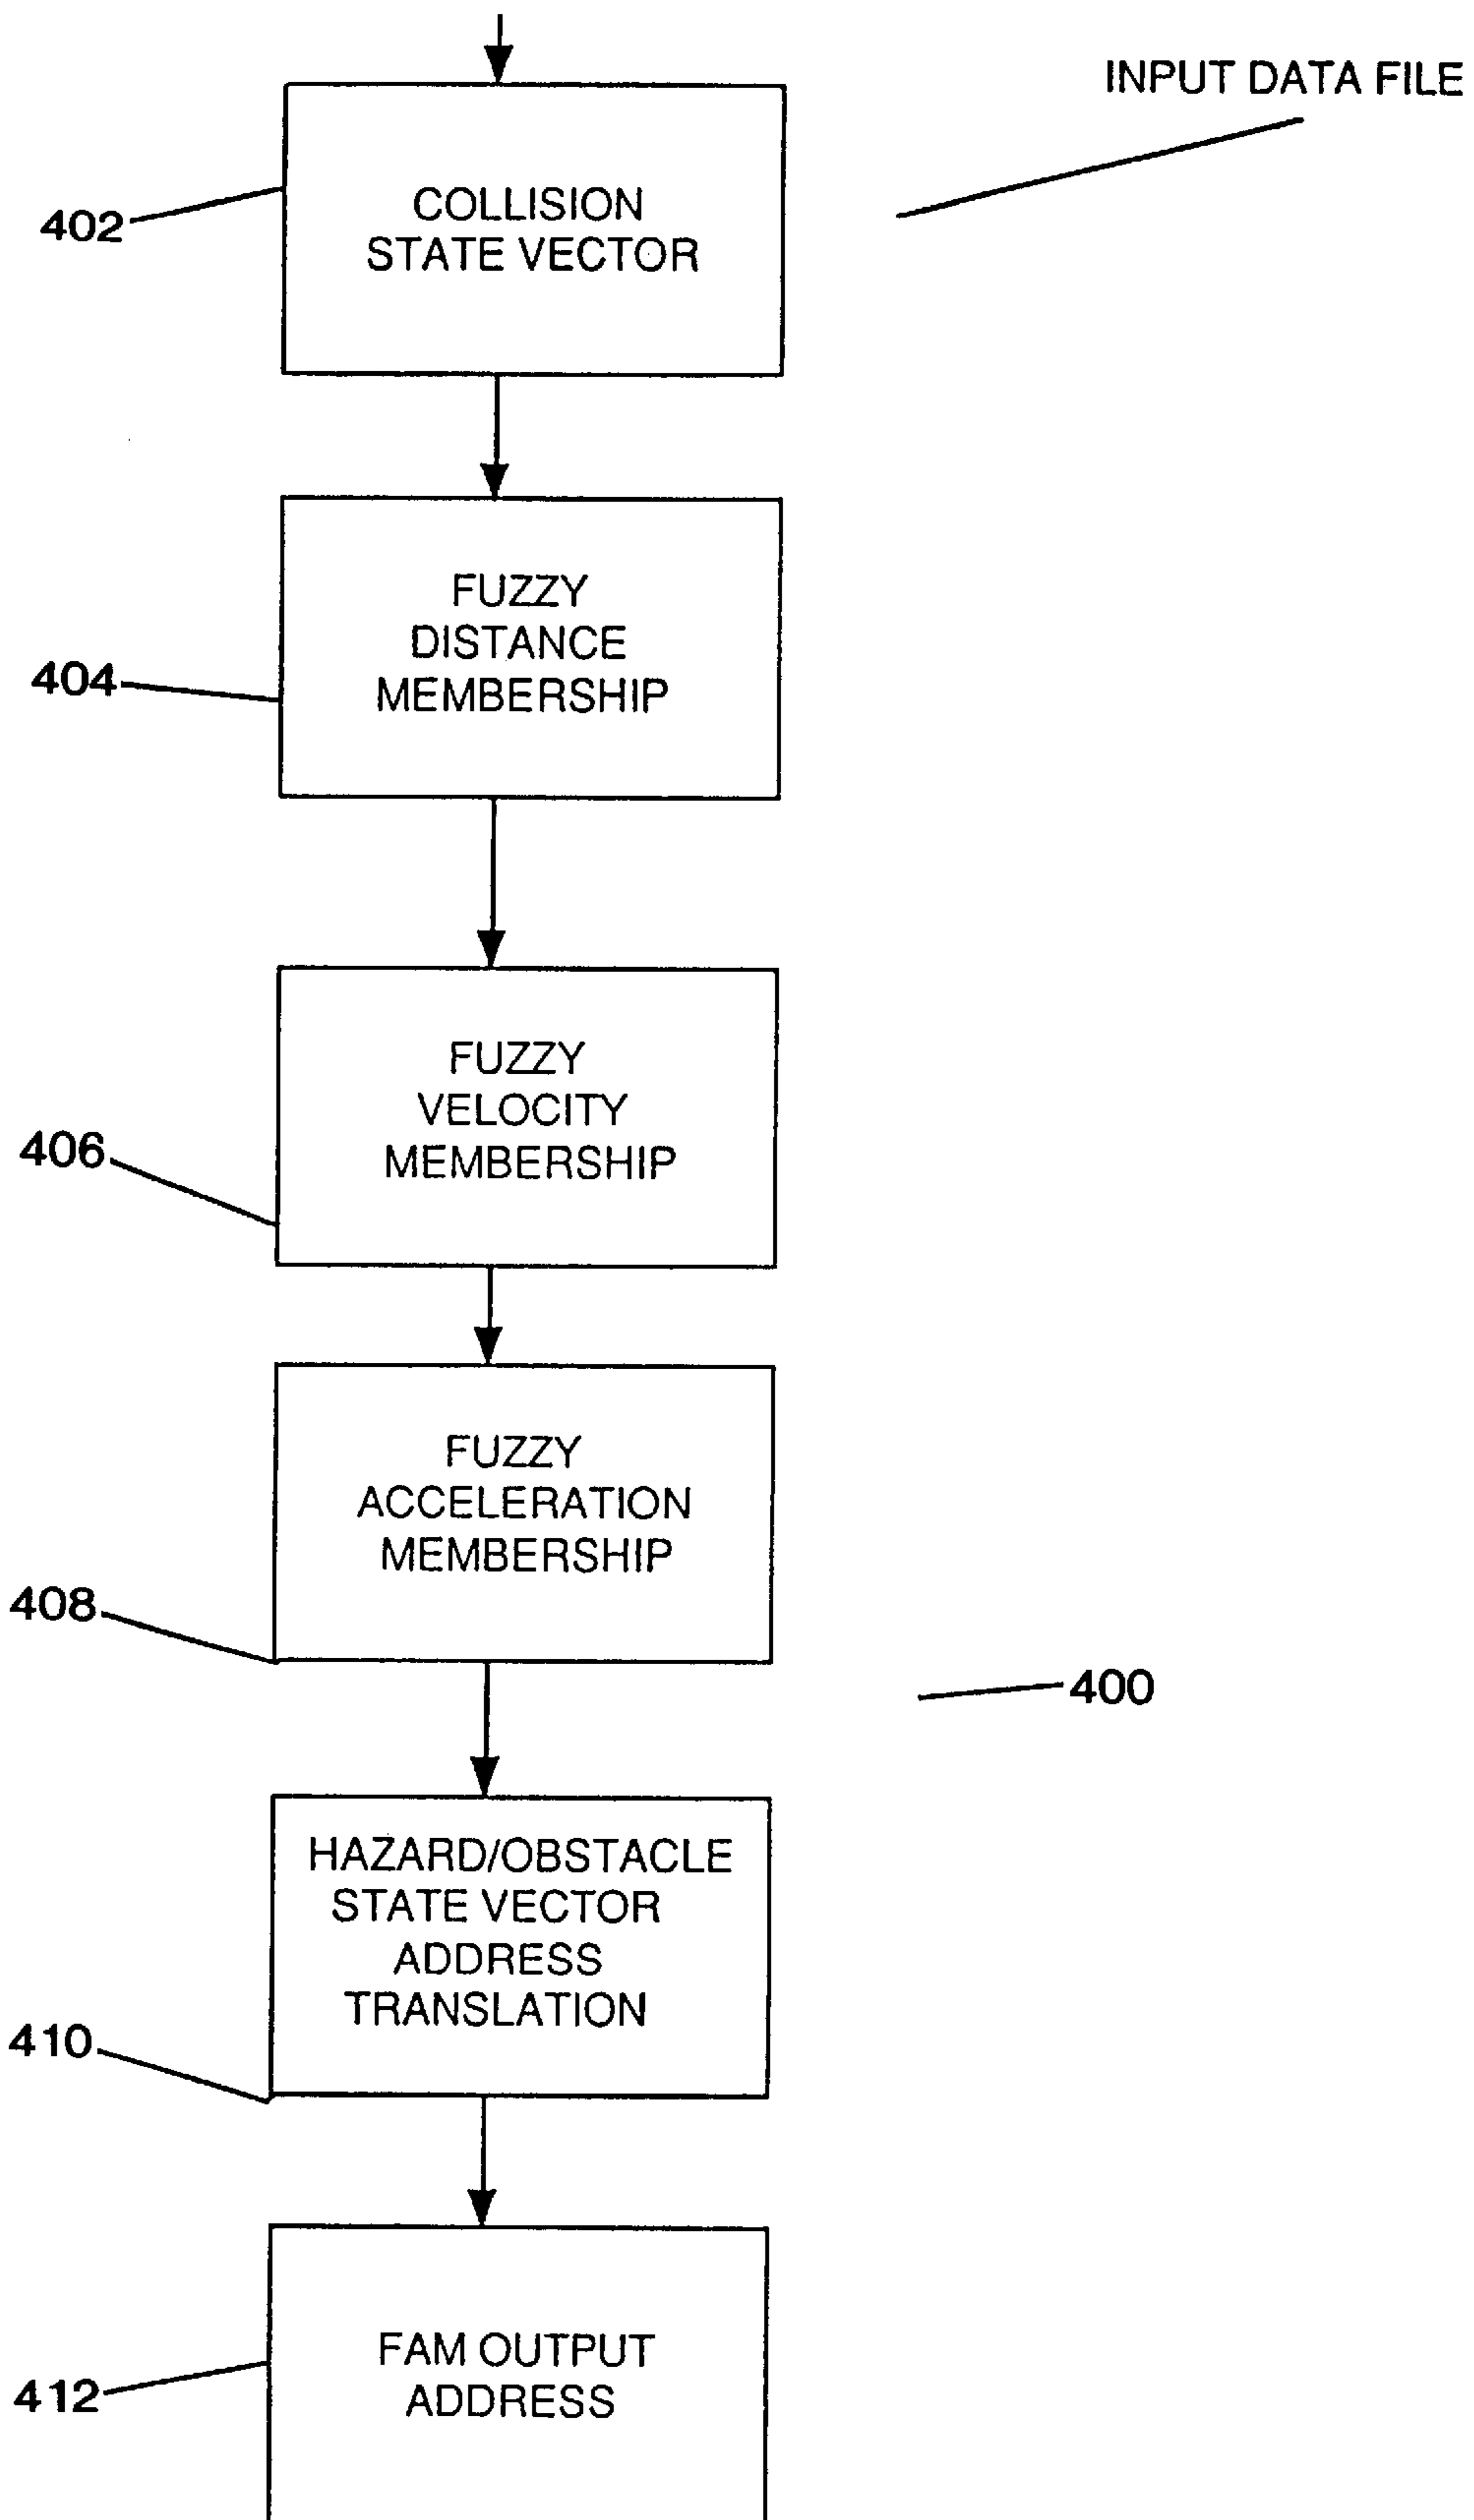 INPUT DATA FILE
402
COLLISION
STATE VECTOR
FUZZY
DISTANCE
404
MEMBERSHIP
FUZZY
VELOCITY
406
MEMBERSHIP
FUZZY
ACCELERATION
MEMBERSHIP
408
400
HAZARD/OBSTACLE
STATE VECTOR
ADDRESS
TRANSLATION
410
FAM OUTPUT
ADDRESS
412